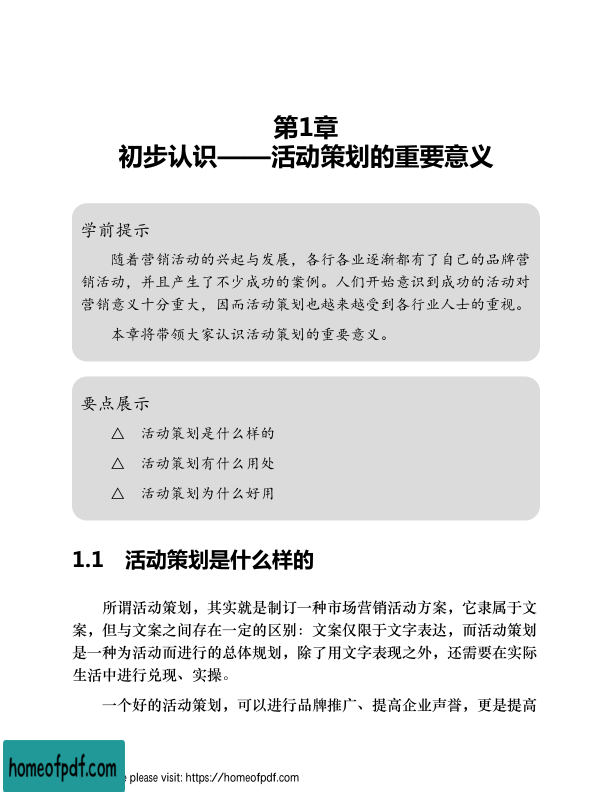 第1章
初步认识——活动策划的重要意义
学前提示
随着营销活动的兴起与发展，各行各业逐渐都有了自己的品牌营
销活动，并且产生了不少成功的案例。人们开始意识到成功的活动对
营销意义十分重大，因而活动策划也越来越受到各行业人士的重视。
本章将带领大家认识活动策划的重要意义。
要点展示
△ 活动策划是什么样的
△ 活动策划有什么用处
△ 活动策划为什么好用
1.1 活动策划是什么样的
所谓活动策划，其实就是制订一种市场营销活动方案，它隶属于文
案，但与文案之间存在一定的区别：文案仅限于文字表达，而活动策划
是一种为活动而进行的总体规划，除了用文字表现之外，还需要在实际
生活中进行兑现、实操。
一个好的活动策划，可以进行品牌推广、提高企业声誉，更是提高
homeofpdf.com
please visit: https://homeofpdf.com